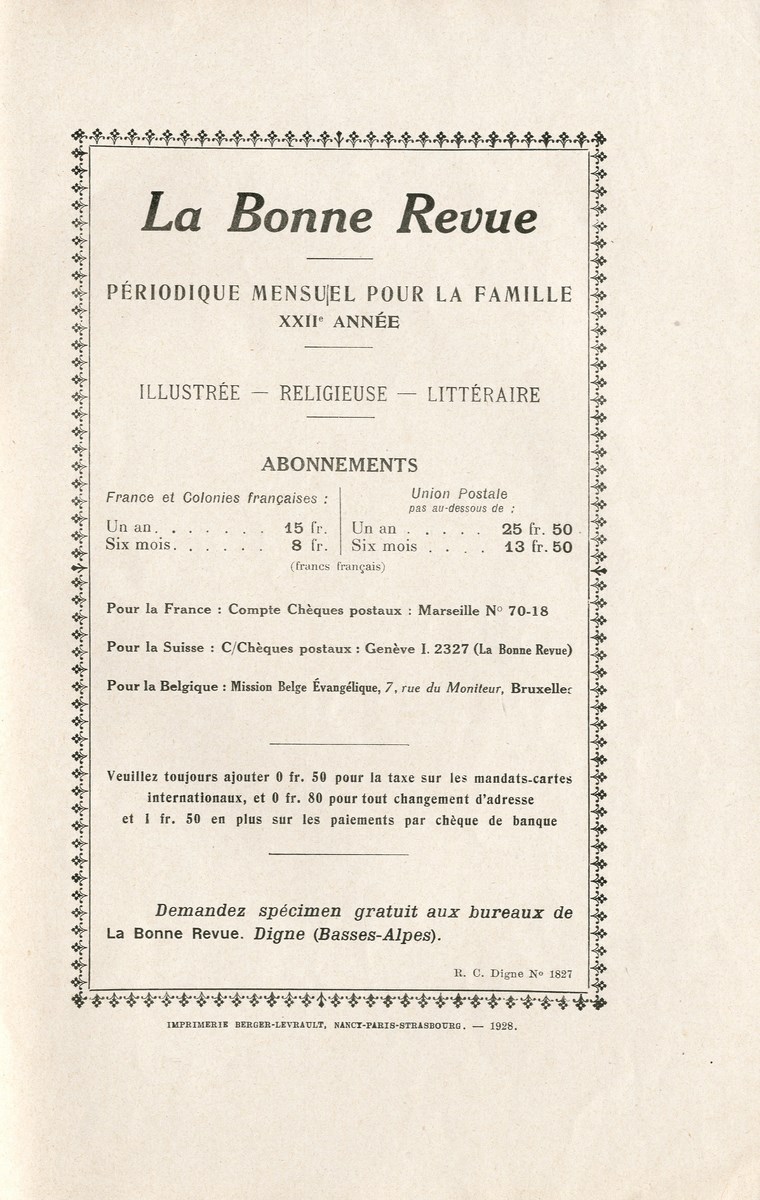 La Bonne Revue
PÉRIODIQUE MENSUEL POUR LA FAMILLE
XXIIe ANNÉE
ILLUSTRÉE — RELIGIEUSE — LITTÉRAIRE
ABONNEMENTS
France et Colonies françaises :
Un an. . . . . . . 15 fr.
Six mois. . . . . . 8 fr.
Union Postale
pas au-dessous de :
Un an . . . . . 25 fr. 50
Six mois . . . . 13 fr. 50
(francs français)
Pour la France : Compte Chèques postaux : Marseille No 70-18
Pour la Suisse : C/Chèques postaux : Genève I. 2327 (La Bonne Revue)
Pour la Belgique : Mission Belge Évangélique, 7, rue du Moniteur, Bruxelles
Veuillez toujours ajouter 0 fr. 50 pour la taxe sur les mandats-cartes
internationaux, et 0 fr. 80 pour tout changement d'adresse
et 1 fr. 50 en plus sur les paiements par chèque de banque
Demandez spécimen gratuit aux bureaux de
La Bonne Revue. Digne (Basses-Alpes).
R. C. Digne No 1827
IMPRIMERIE BERGER-LEVRAULT, NANCY-PARIS-STRASBOURG. — 1928.